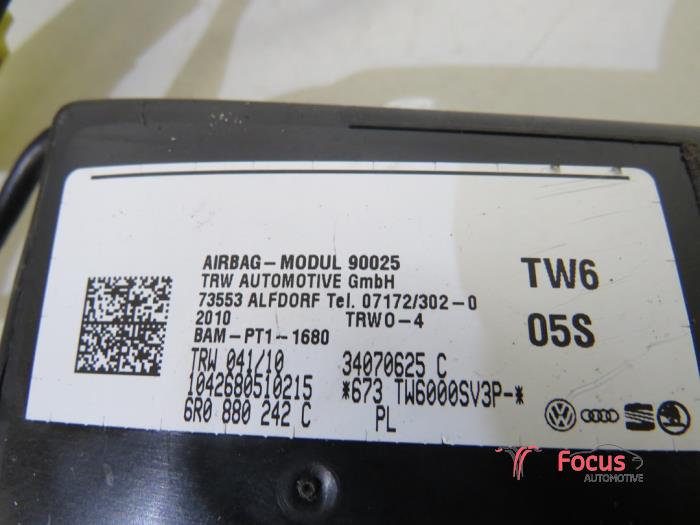 AIRBAG-MODUL 90025
TRW AUTOMOTIVE GmbH
73553 ALFDORF Tel. 07172/302-0
2010 TRWO-4
BAM-PT1-1680
TRW 041/10 34070625 C
1042680510215 *673 TW6000SV3P-*
6R0 880 242 C PL
TW6
05S
Focus
AUTOMOTIVE